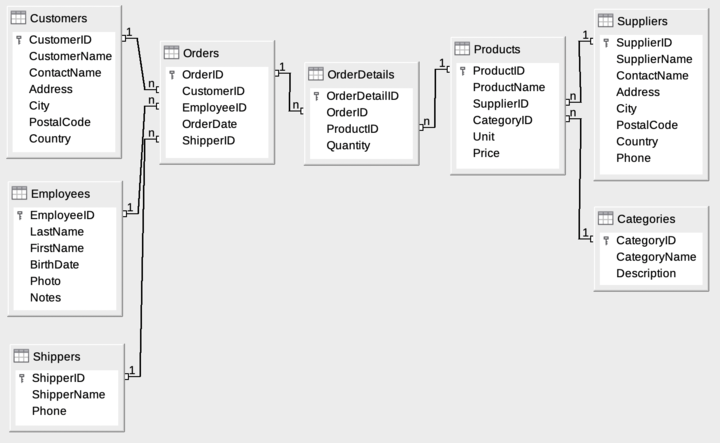 Customers
CustomerID
CustomerName
ContactName
Address
City
PostalCode
Country
1
n
n
n
Orders
OrderID
CustomerID
EmployeeID
OrderDate
ShipperID
1
n
OrderDetails
OrderDetailID
OrderID
ProductID
Quantity
1
n
Products
ProductID
ProductName
SupplierID
CategoryID
Unit
Price
1
n
n
1
Suppliers
SupplierID
SupplierName
ContactName
Address
City
PostalCode
Country
Phone
Employees
EmployeeID
LastName
FirstName
BirthDate
Photo
Notes
1
Categories
CategoryID
CategoryName
Description
Shippers
ShipperID
ShipperName
Phone